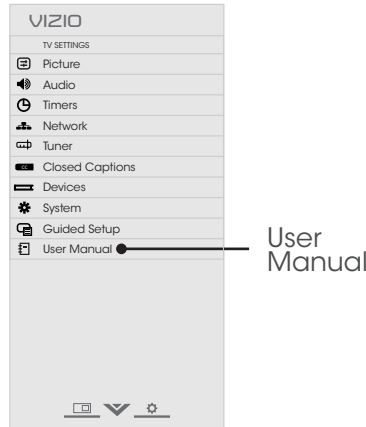 VIZIO
TV SETTINGS
Picture
Audio
Timers
Network
Tuner
CC Closed Captions
Devices
System
Guided Setup
User Manual
User
Manual